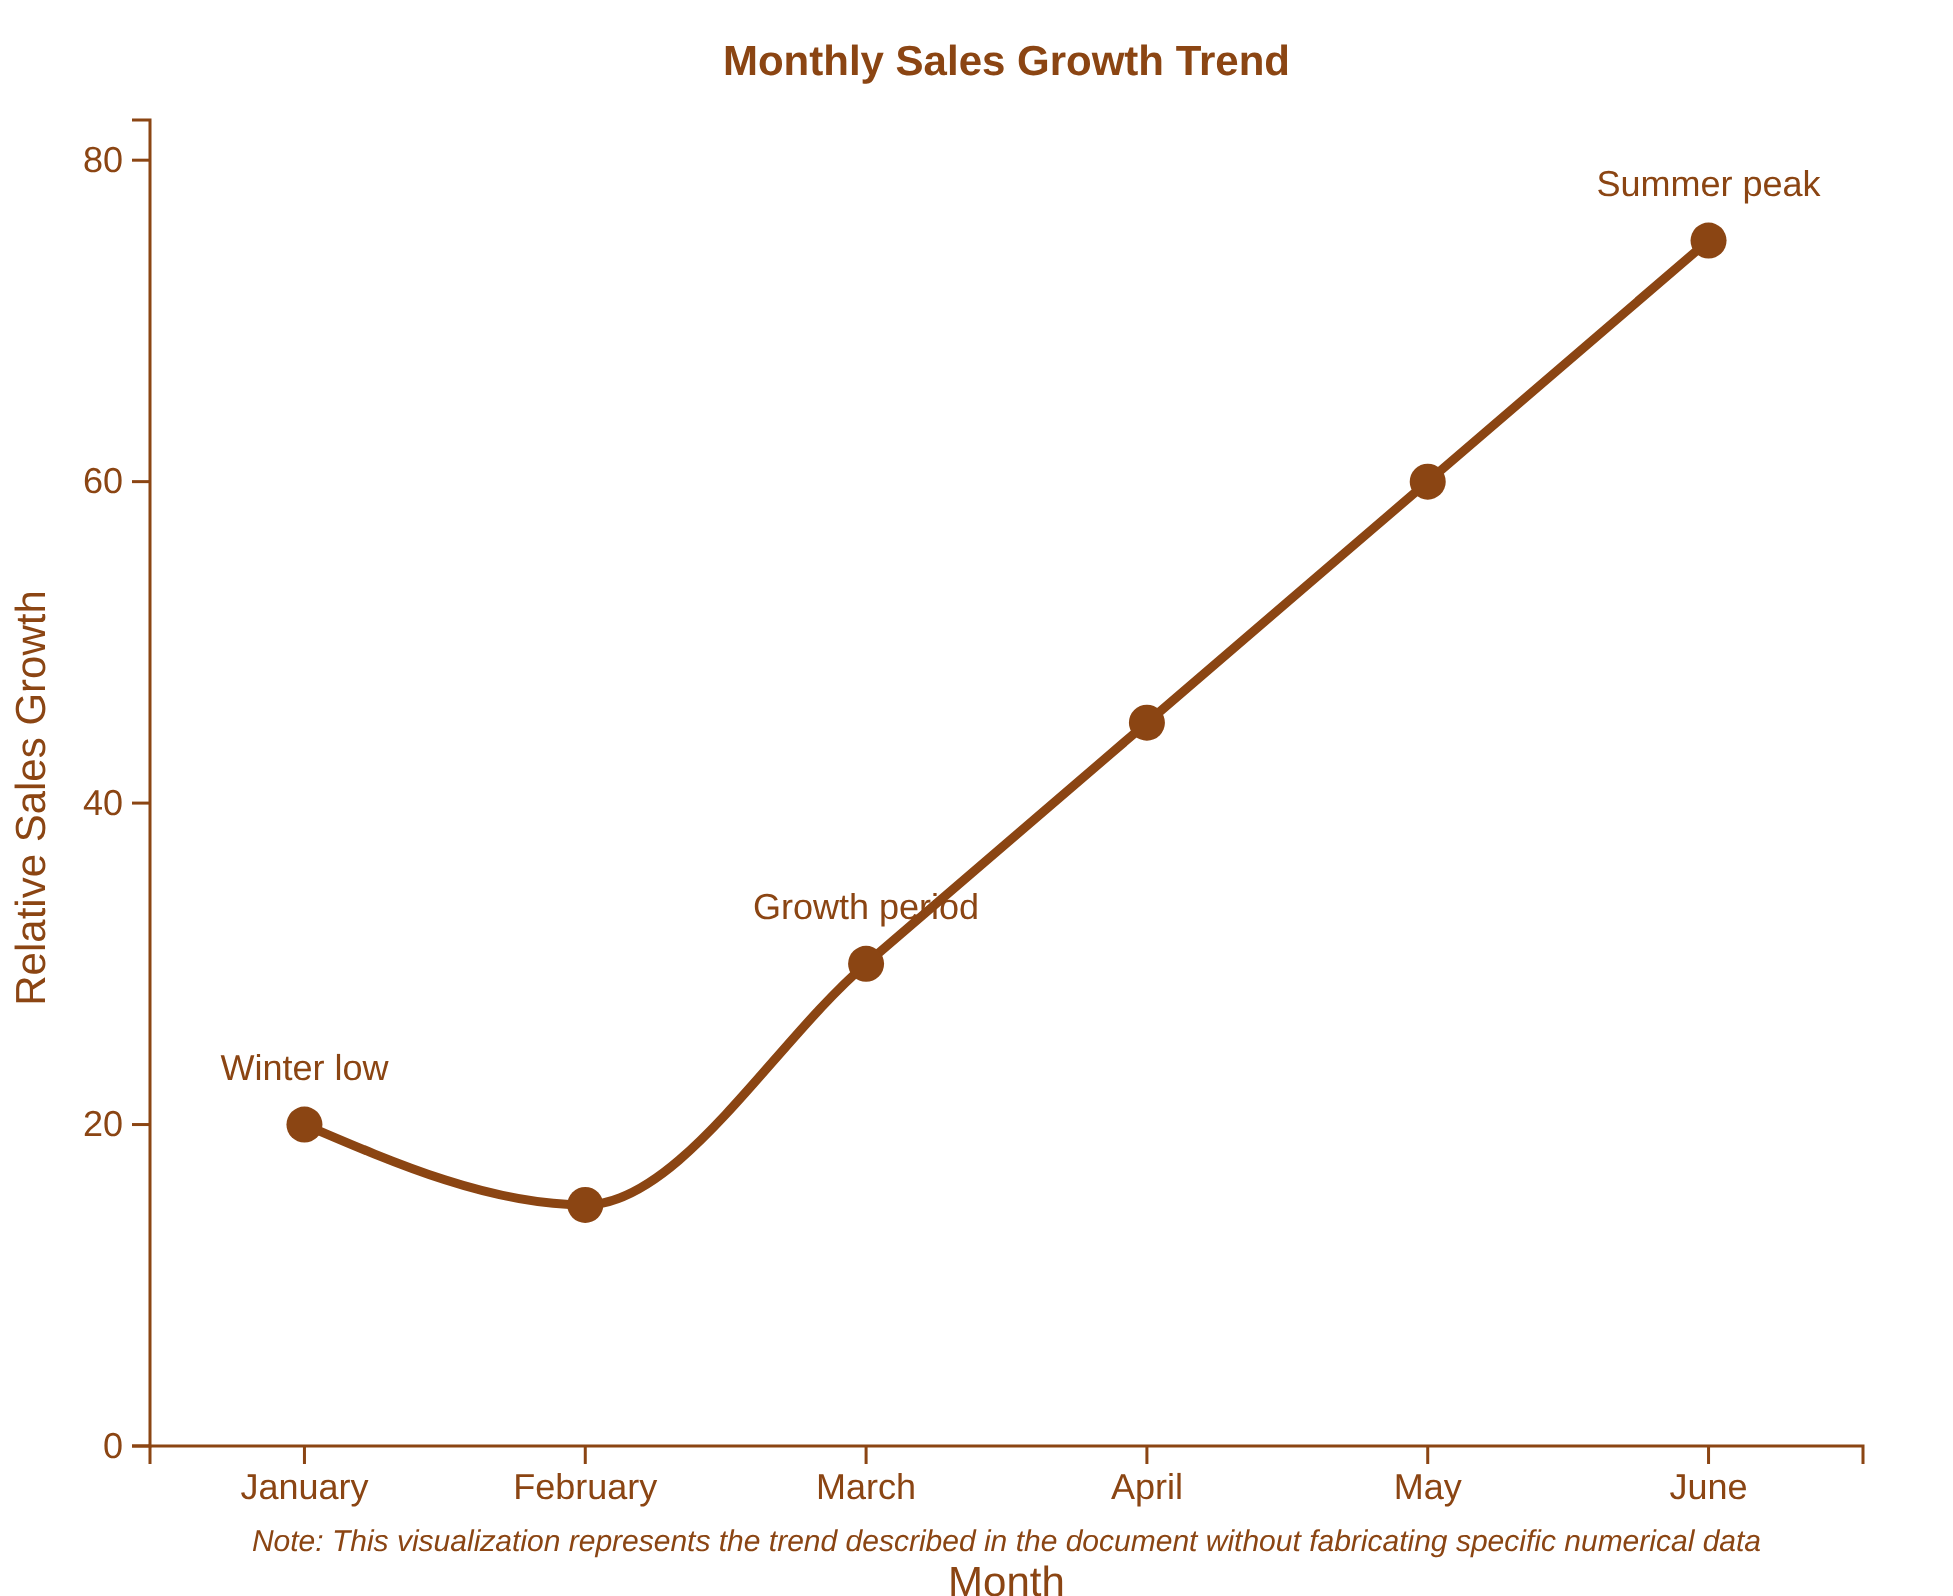 Monthly Sales Growth Trend
80
60
40
20
0
Relative Sales Growth
Summer peak
Growth period
Winter low
January February March April May June
Note: This visualization represents the trend described in the document without fabricating specific numerical data
Month